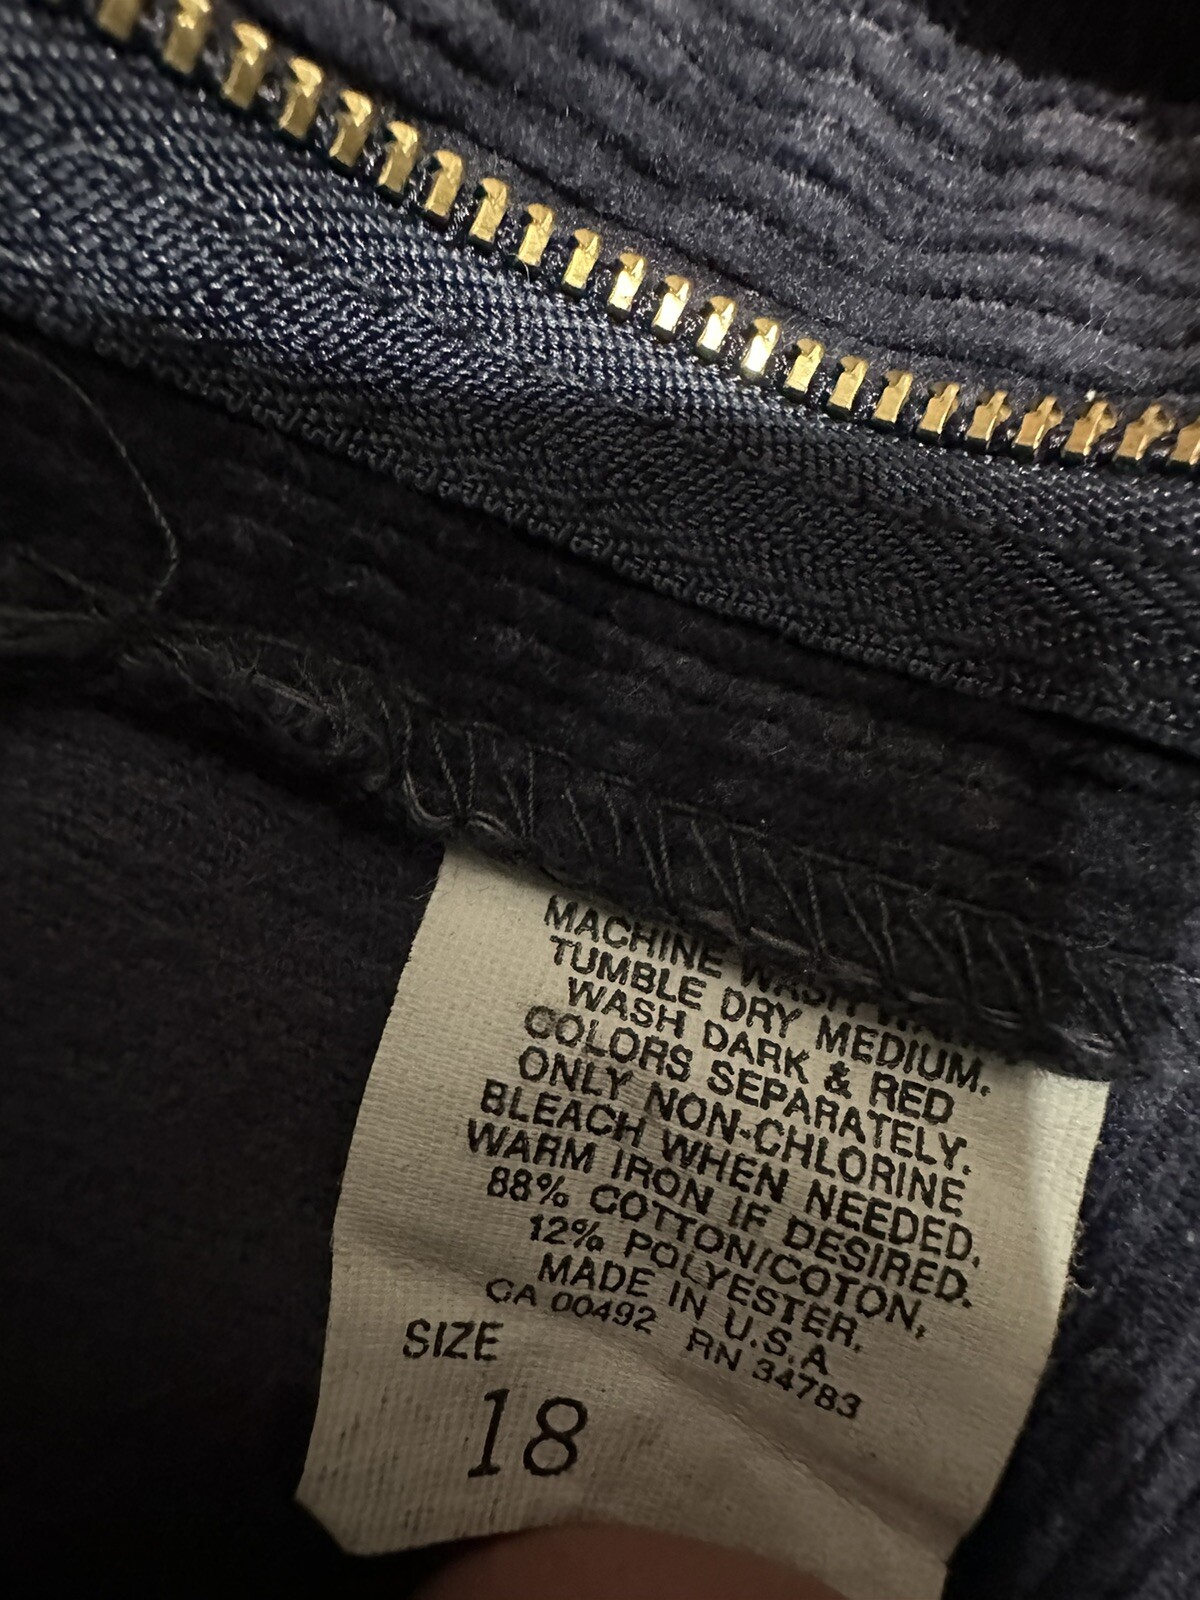 MACHINE WASH WARM
TUMBLE DRY MEDIUM.
WASH DARK & RED
COLORS SEPARATELY.
ONLY NON-CHLORINE
BLEACH WHEN NEEDED.
WARM IRON IF DESIRED.
88% COTTON/COTON,
12% POLYESTER.
MADE IN U.S.A
CA 00492 RN 34783
SIZE
18